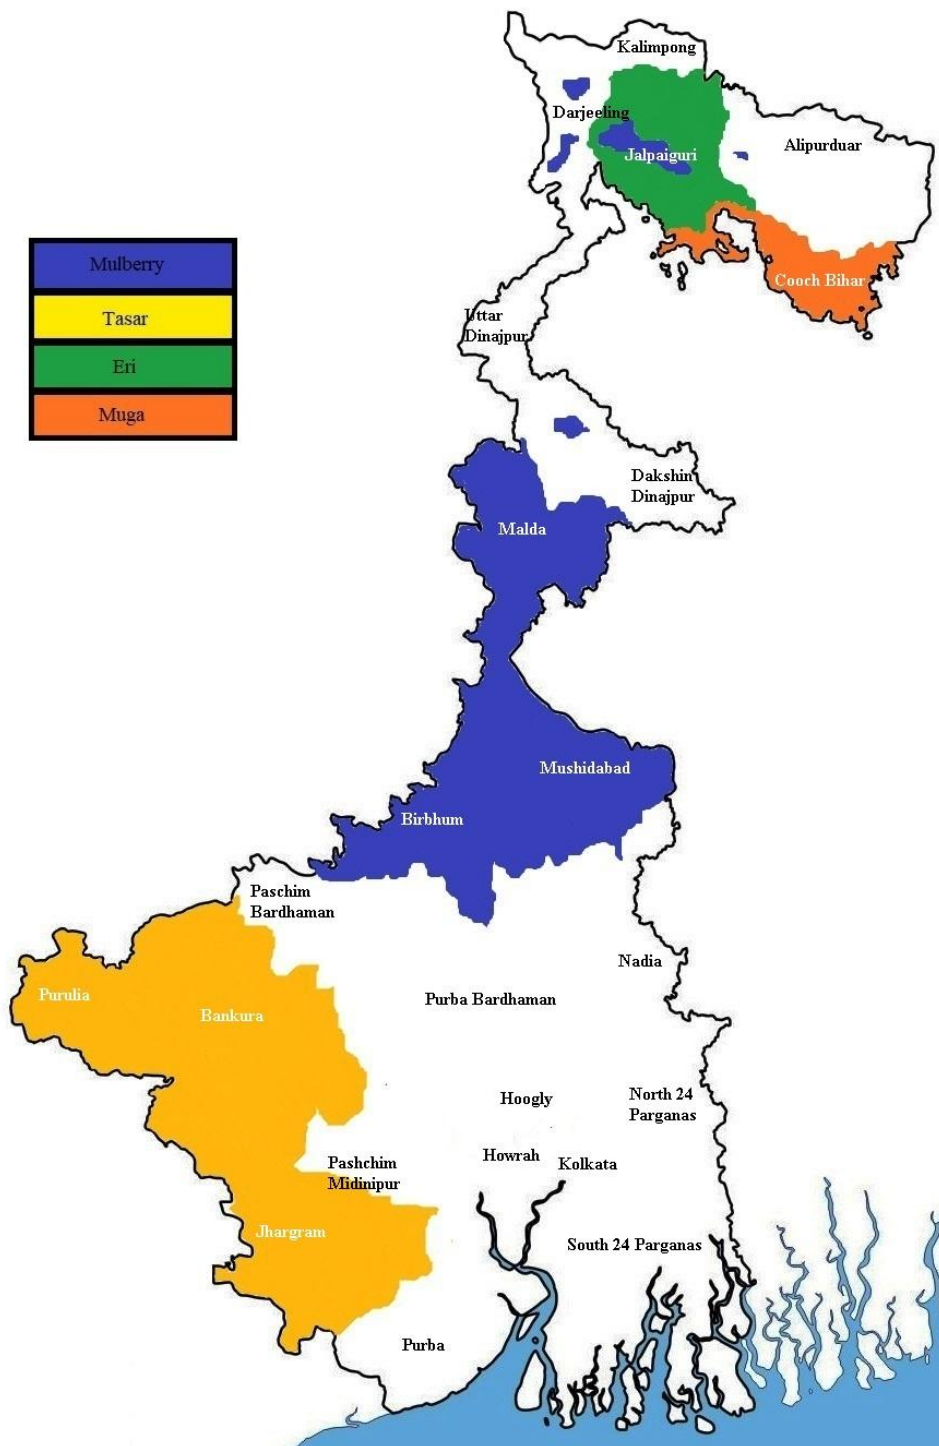 Kalimpong
Darjeeling
Alipurduar
Jalpaiguri
Mulberry
Tasar
Eri
Muga
Cooch Bihar
Uttar
Dinajpur
Dakshin
Dinajpur
Malda
Mushidabad
Birbhum
Paschim
Bardhaman
Nadia
Purulia
Bankura
Purba Bardhaman
Hoogly
North 24
Parganas
Howrah
Kolkata
Pashchim
Midinipur
Jhargram
South 24 Parganas
Purba